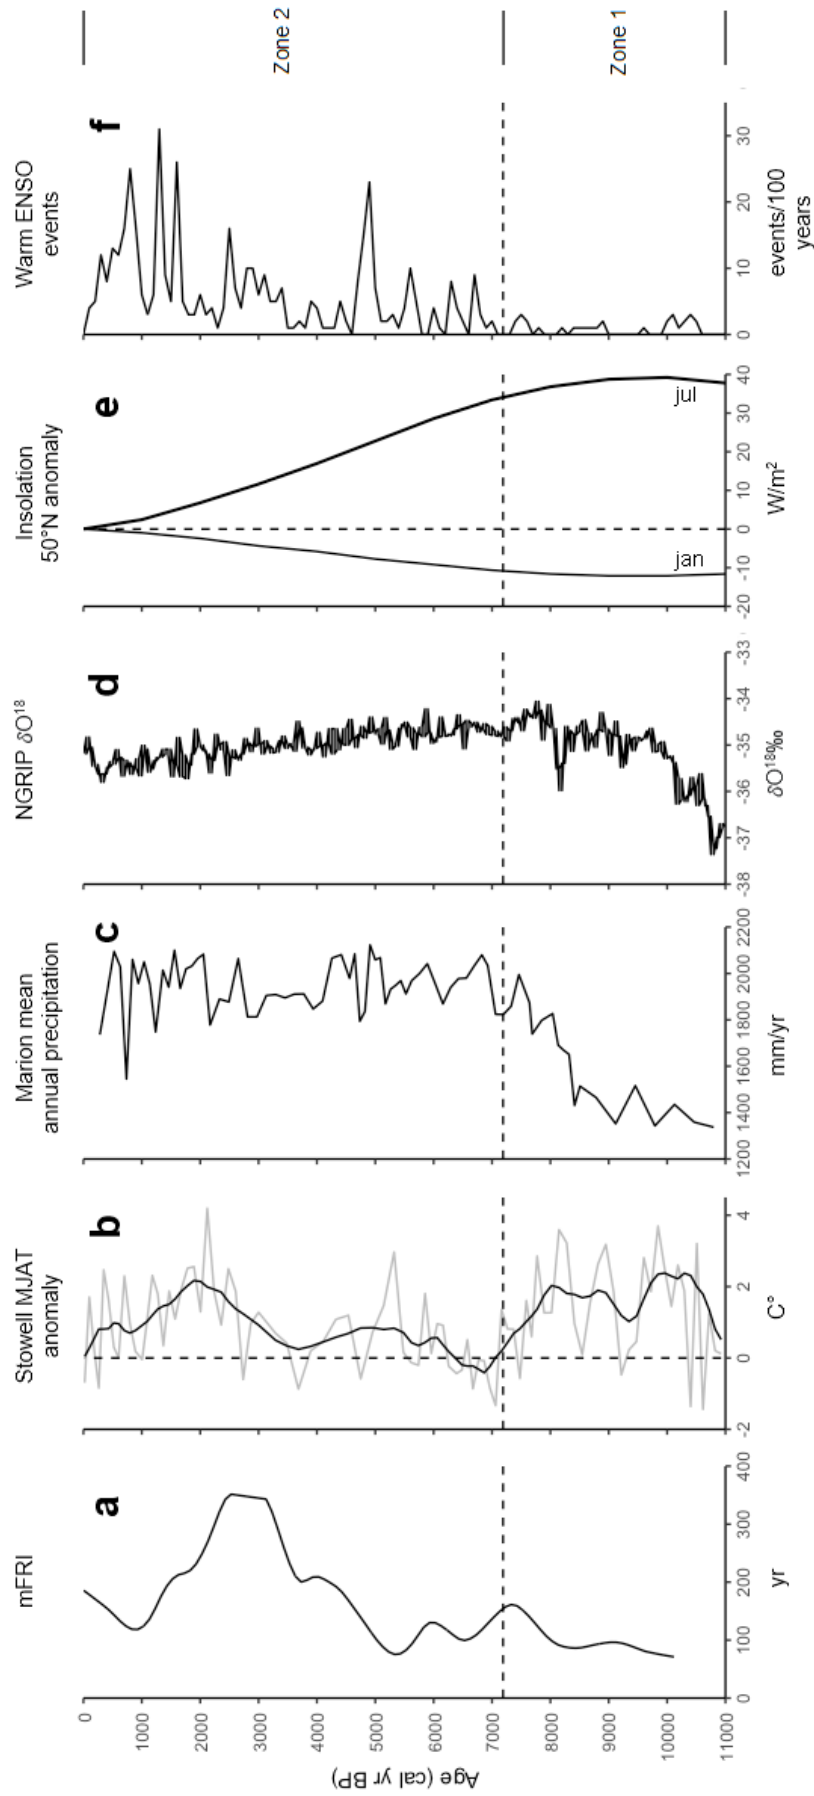 mFRI
a
0
100
200
300
400
yr
Age (cal yr BP)
0
1000
2000
3000
4000
5000
6000
7000
8000
9000
10000
11000
Stowell MJAT
anomaly
b
-2
0
2
4
C°
Marion mean
annual precipitation
c
1200
1400
1600
1800
2000
2200
mm/yr
NGRIP δO¹⁸
d
-38
-37
-36
-35
-34
-33
δO¹⁸‰
Insolation
50°N anomaly
e
jan
jul
-20
-10
0
10
20
30
40
W/m²
Warm ENSO
events
f
0
10
20
30
events/100
years
Zone 2
Zone 1